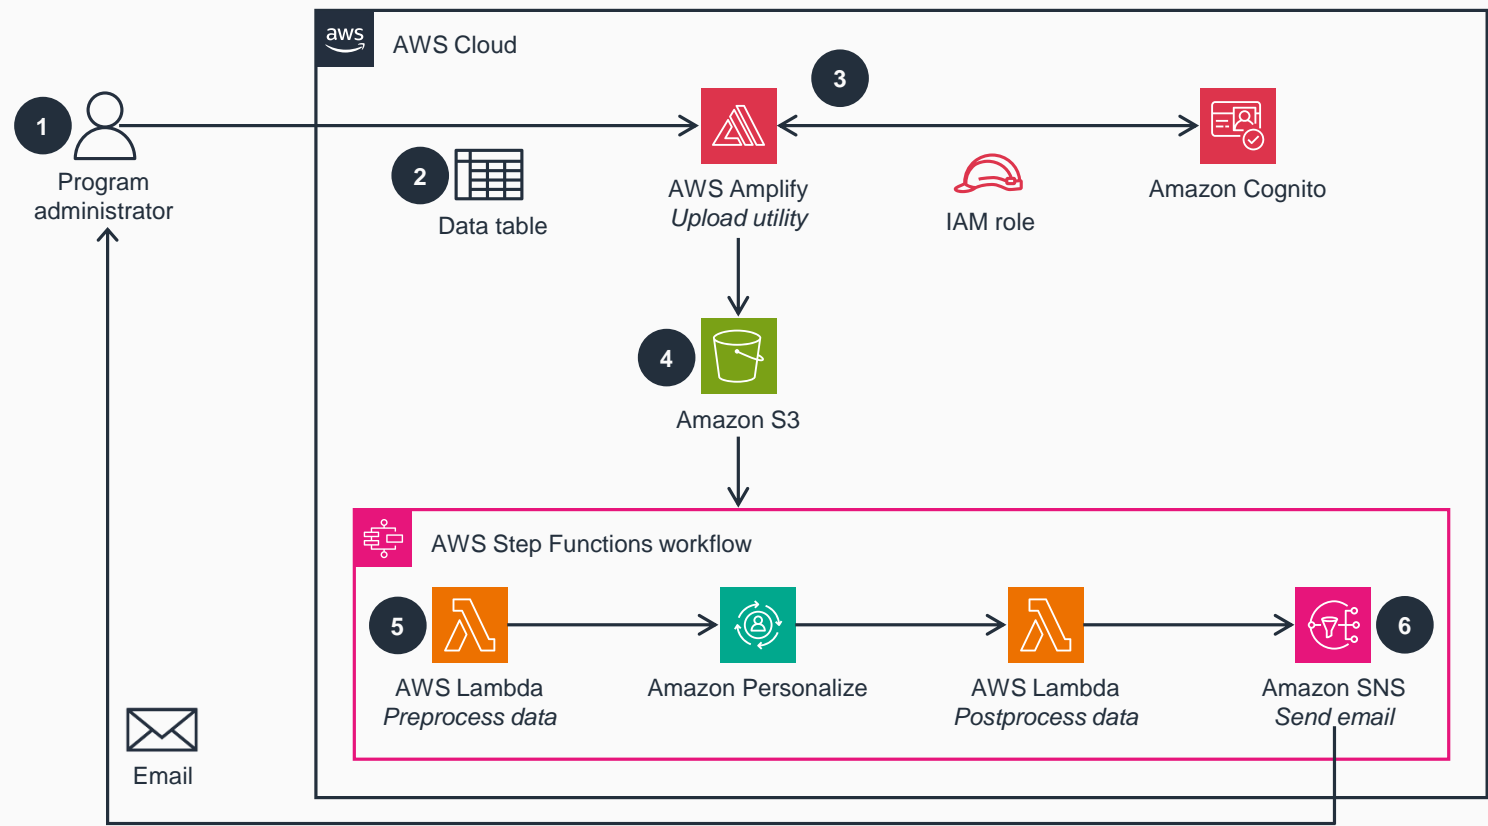 aws
AWS Cloud
3
1
2
Program
administrator
Data table
AWS Amplify
Upload utility
IAM role
Amazon Cognito
4
Amazon S3
AWS Step Functions workflow
5
6
AWS Lambda
Preprocess data
Amazon Personalize
AWS Lambda
Postprocess data
Amazon SNS
Send email
Email